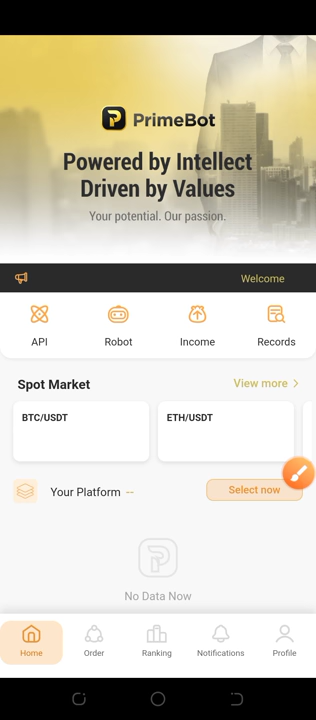 PrimeBot
Powered by Intellect
Driven by Values
Your potential. Our passion.
Welcome
API Robot Income Records
Spot Market View more >
BTC/USDT ETH/USDT
Your Platform -- Select now
No Data Now
Home Order Ranking Notifications Profile